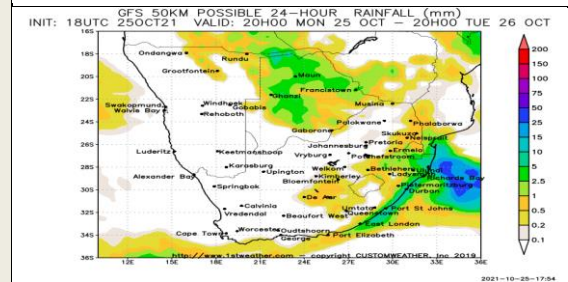 GFS 50KM POSSIBLE 24-HOUR RAINFALL (mm)
INIT: 18UTC 25OCT21 VALID: 20H00 MON 25 OCT - 20H00 TUE 26 OCT
16S
18S
20S
22S
24S
26S
28S
30S
32S
34S
36S
Ondangwa
Rundu
Grootfontein
Maun
Francistown
Ghanzi
Musina
Swakopmund
Walvis Bay
Windhoek
Gobabis
Rehoboth
Polokwane
Phalaborwa
Gaborone
Skukuza
Nelspruit
Johannesburg
Pretoria
Luderitz
Keetmanshoop
Vryburg
Potchefstroom
Ermelo
Karasburg
Upington
Welkom
Bethlehem
Ladysmith
Richards Bay
Alexander Bay
Kimberley
Bloemfontein
Pietermaritzburg
Durban
Springbok
De Aar
Umtata
Port St Johns
Calvinia
Vredendal
Beaufort West
Queenstown
East London
Cape Town
Worcester
Oudtshoorn
George
Port Elizabeth
http://www.1stweather.com - copyright CUSTOMWEATHER, Inc 2019
12E 15E 18E 21E 24E 27E 30E 33E 36E
200
150
100
75
50
25
15
10
5
2.5
1
0.5
0.2
0.1
2021-10-25-17:54